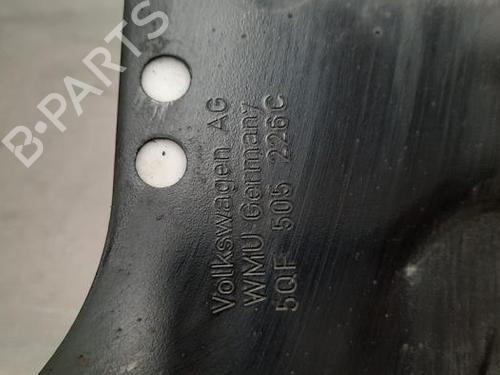 B-PARTS
Volkswagen AG
WMU Germany
5QF 505 226C